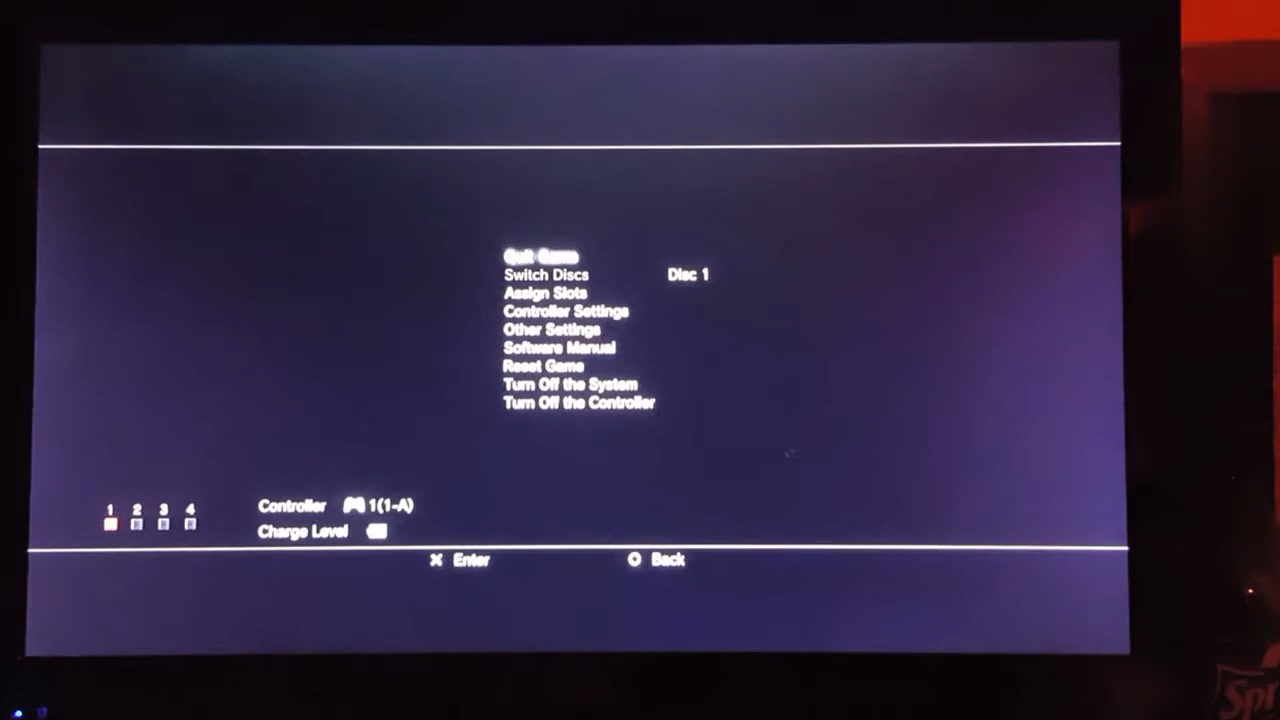 Quit Game
Switch Discs Disc 1
Assign Slots
Controller Settings
Other Settings
Software Manual
Reset Game
Turn Off the System
Turn Off the Controller
1 2 3 4
Controller 1(1-A)
Charge Level
X Enter O Back